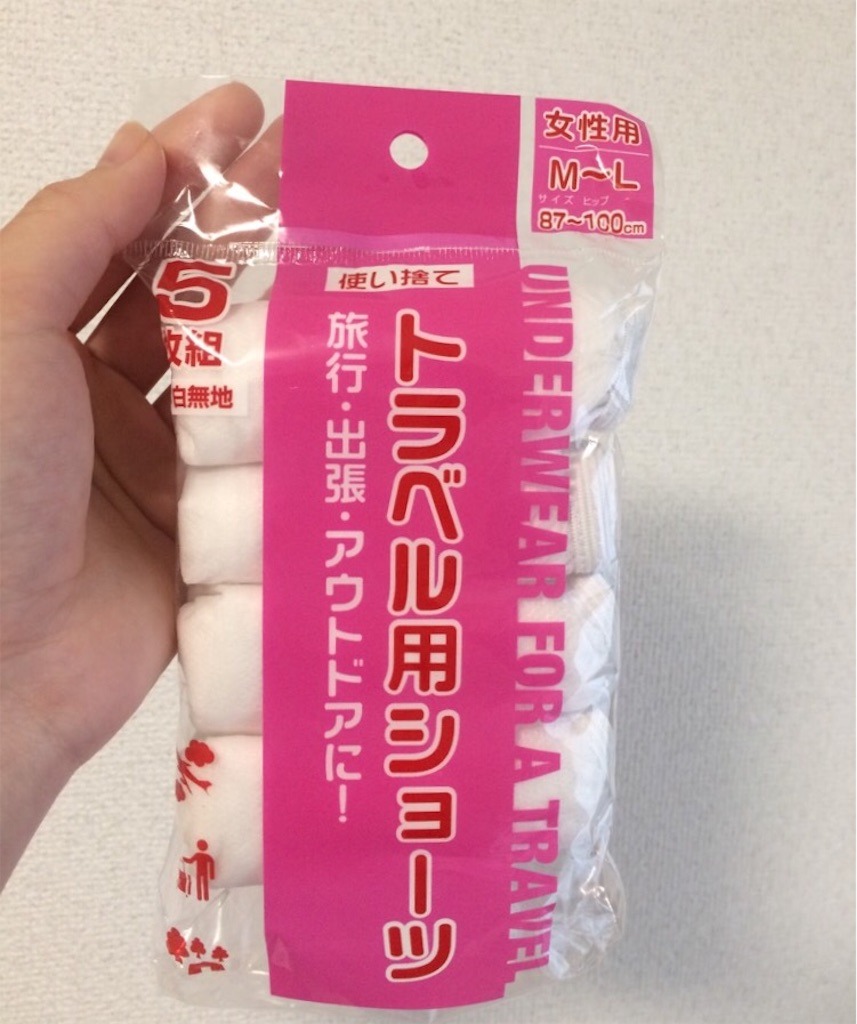 女性用
M〜L
サイズ ヒップ
87〜100cm
5
枚組
白無地
使い捨て
トラベル用ショーツ
旅行・出張・アウトドアに!
UNDERWEAR FOR A TRAVEL